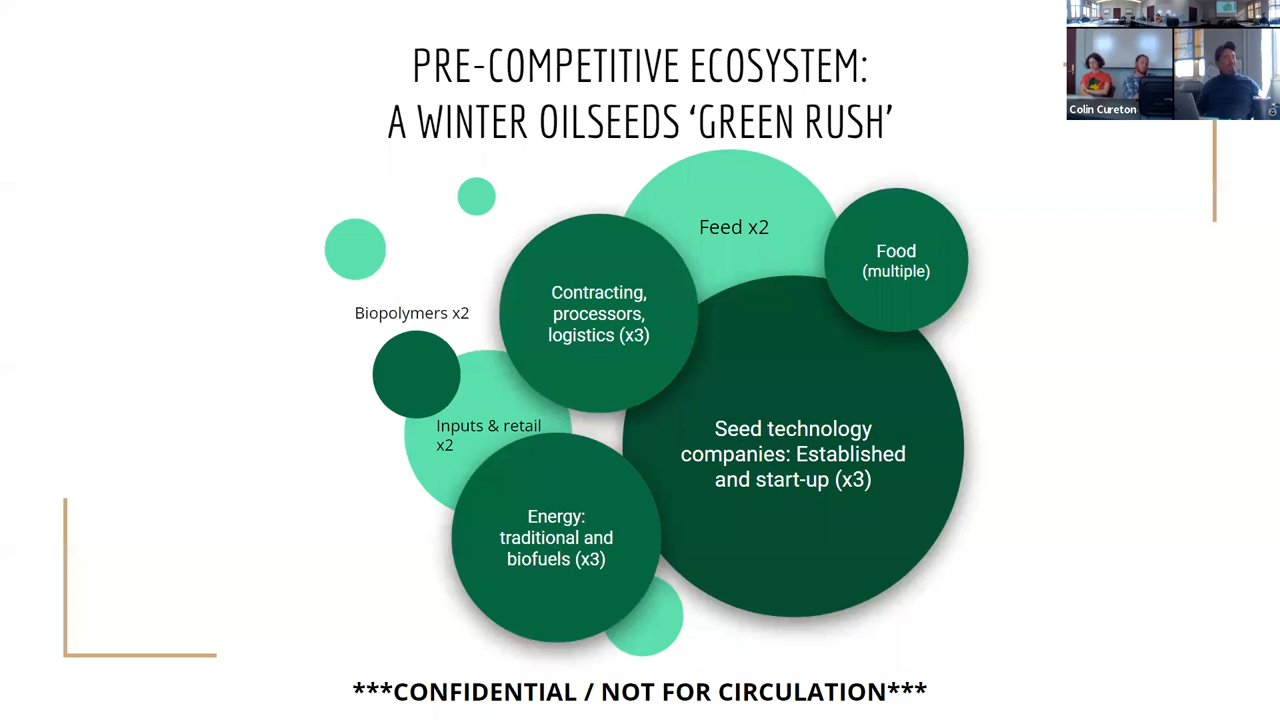 PRE-COMPETITIVE ECOSYSTEM:
A WINTER OILSEEDS ‘GREEN RUSH’
Colin Cureton
Feed x2
Food
(multiple)
Contracting,
processors,
logistics (x3)
Biopolymers x2
Inputs & retail
x2
Seed technology
companies: Established
and start-up (x3)
Energy:
traditional and
biofuels (x3)
***CONFIDENTIAL / NOT FOR CIRCULATION***